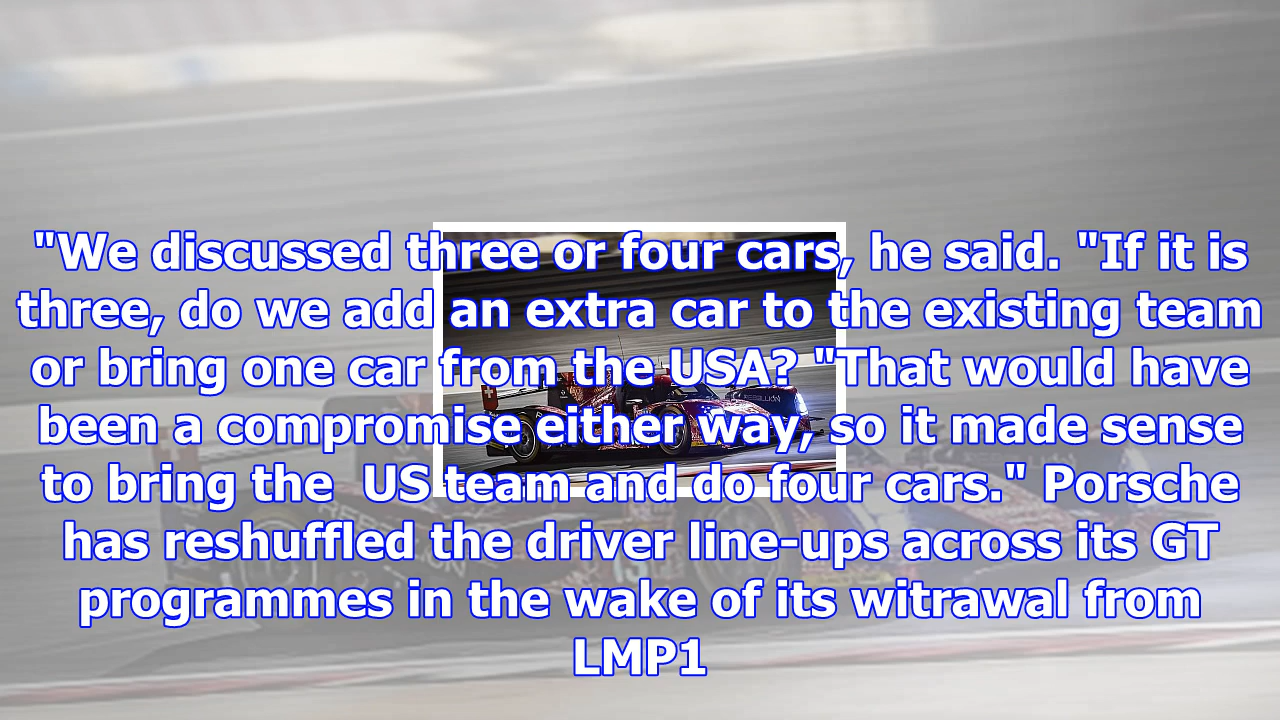 "We discussed three or four cars, he said. "If it is
three, do we add an extra car to the existing team
or bring one car from the USA? "That would have
been a compromise either way, so it made sense
to bring the  US team and do four cars." Porsche
has reshuffled the driver line-ups across its GT
programmes in the wake of its witrawal from
LMP1
REBELLION